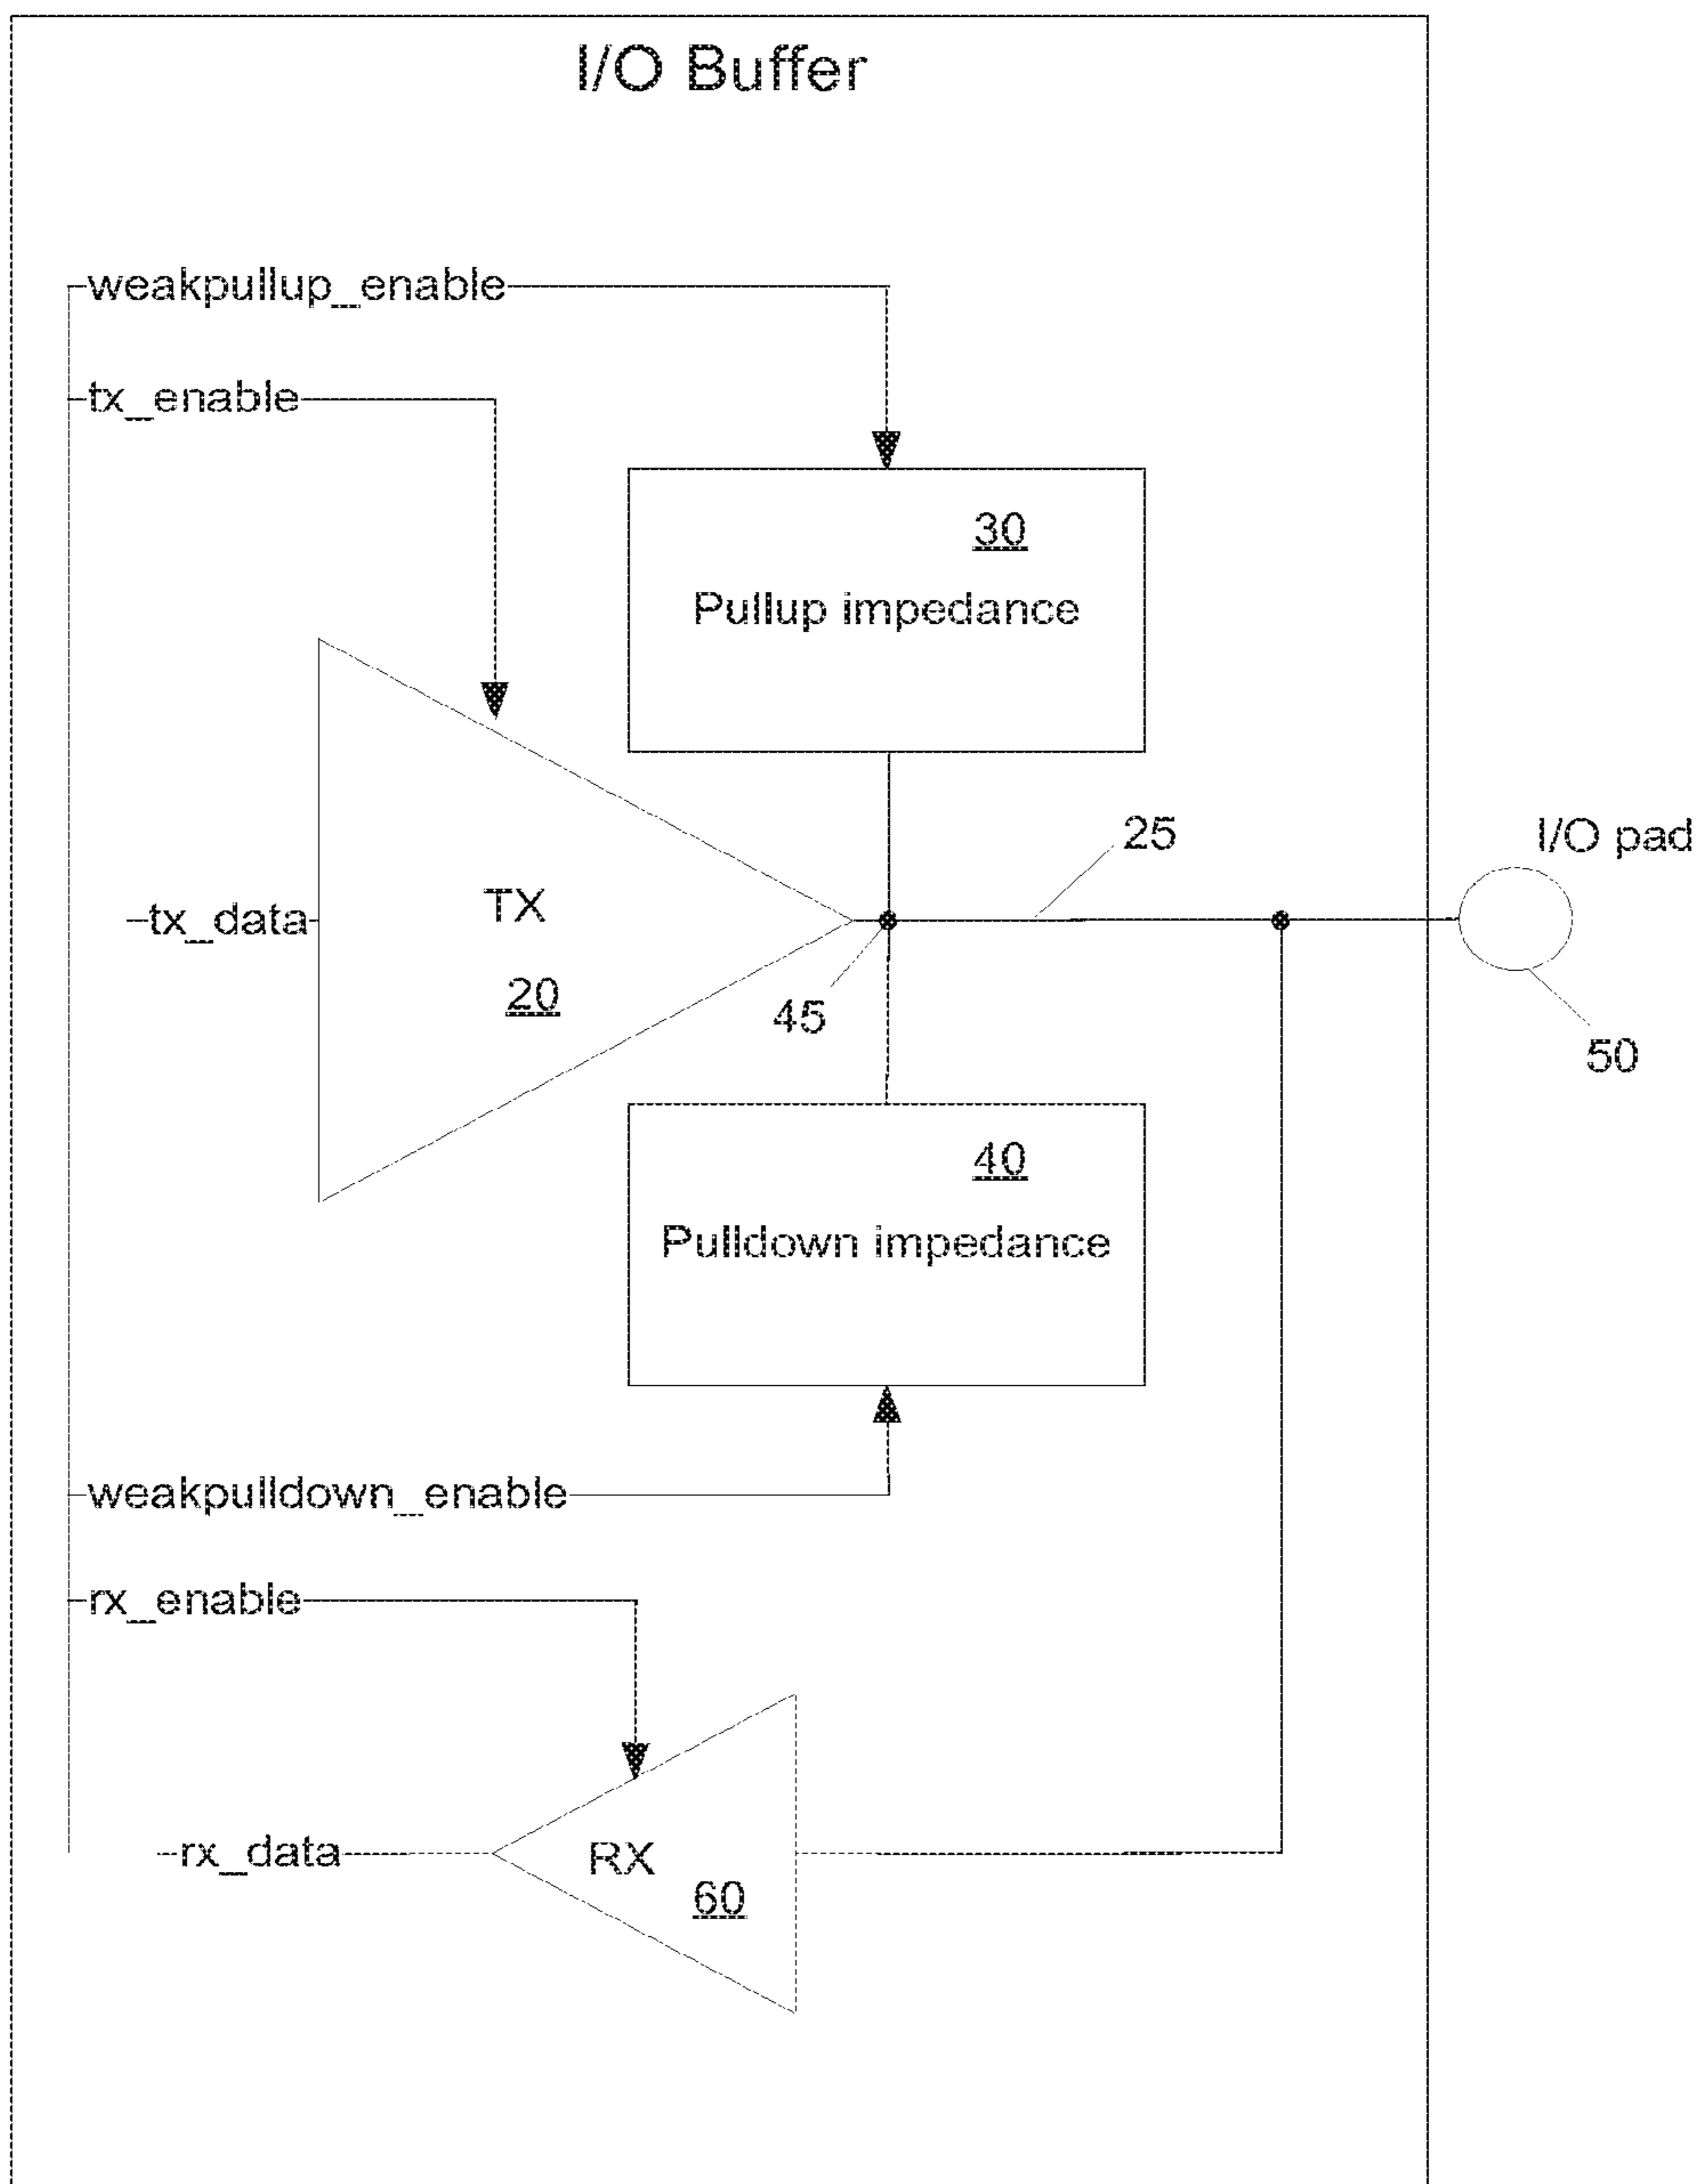 I/O Buffer
weakpullup_enable
tx_enable
30
Pullup impedance
25
I/O pad
tx_data
TX
20
45
50
40
Pulldown impedance
weakpulldown_enable
rx_enable
rx_data
RX
60